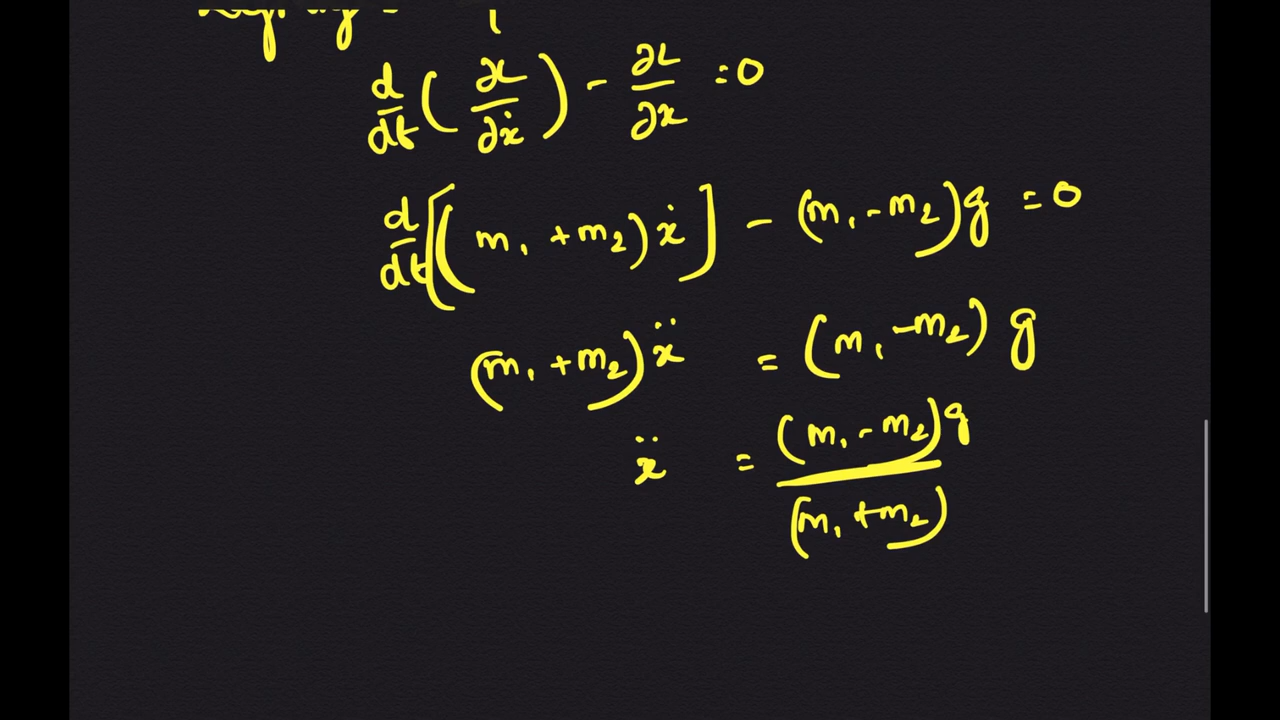 d/dt ( ∂L/∂ẋ ) - ∂L/∂x = 0
d/dt [( m₁ + m₂ ) ẋ ] - (m₁ - m₂) g = 0
(m₁ + m₂) ẍ = (m₁ - m₂) g
ẍ = (m₁ - m₂) g / (m₁ + m₂)